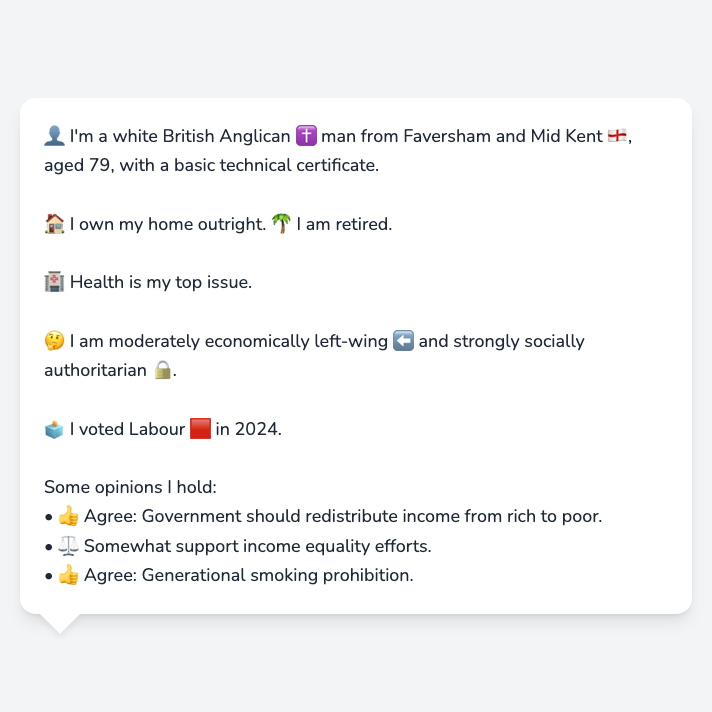 👤 I'm a white British Anglican ✝️ man from Faversham and Mid Kent 🏴󠁧󠁢󠁥󠁮󠁧󠁿,
aged 79, with a basic technical certificate.
🏠 I own my home outright. 🌴 I am retired.
🏥 Health is my top issue.
🤔 I am moderately economically left-wing ⬅️ and strongly socially
authoritarian 🔒.
🗳️ I voted Labour 🟥 in 2024.
Some opinions I hold:
• 👍 Agree: Government should redistribute income from rich to poor.
• ⚖️ Somewhat support income equality efforts.
• 👍 Agree: Generational smoking prohibition.